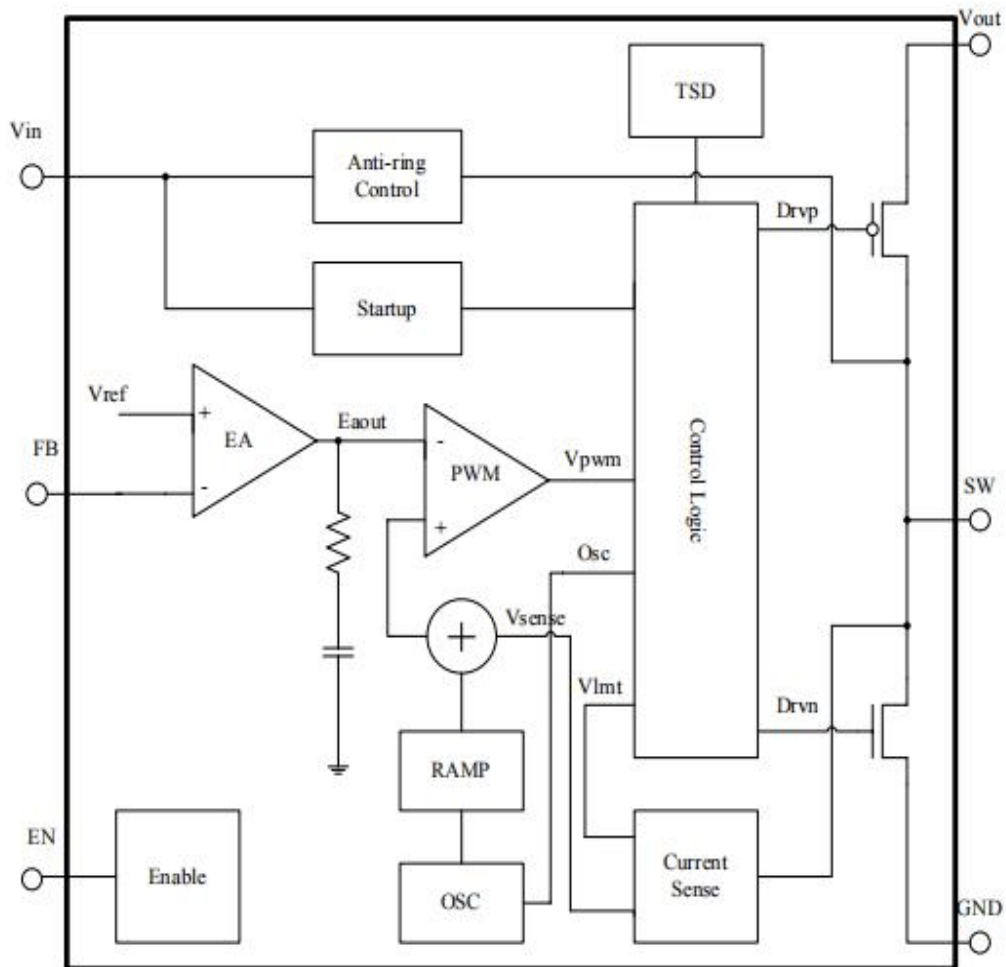 Vout
TSD
Vin
Anti-ring
Control
Drvp
Startup
Vref
+
EA
Eaout
-
PWM
Vpwm
Control Logic
FB
-
+
SW
Osc
+
Vsense
Vlmt
Drvn
RAMP
EN
Enable
OSC
Current
Sense
GND